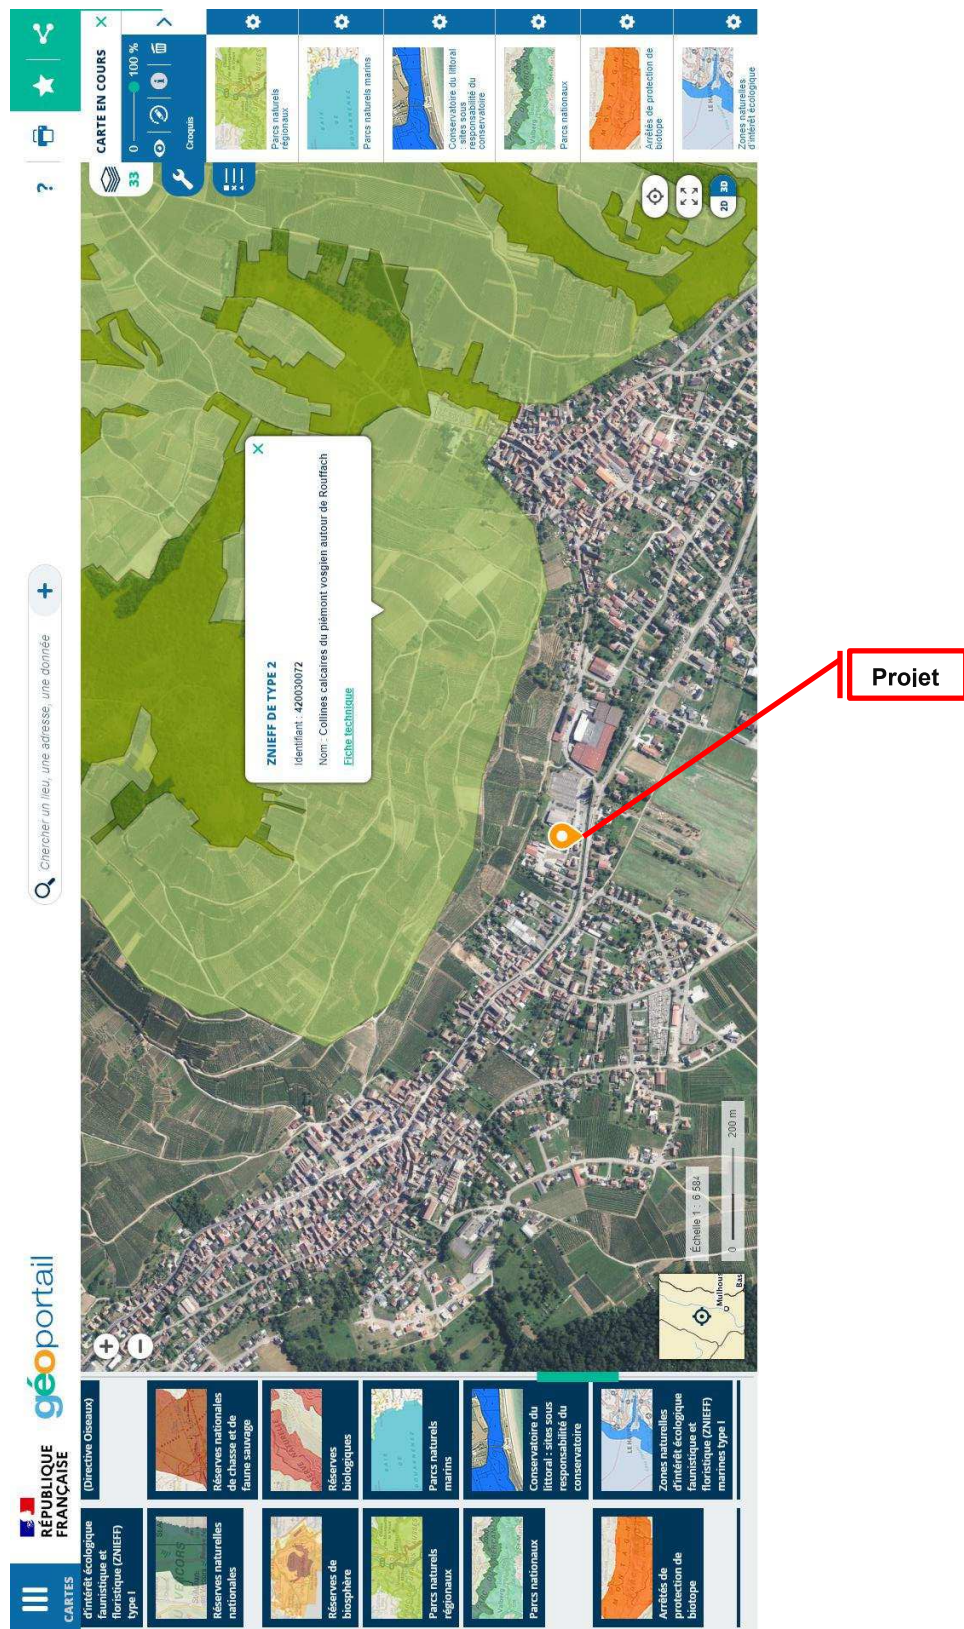 CARTES
RÉPUBLIQUE
FRANÇAISE
géoportail
Chercher un lieu, une adresse, une donnée
+
?
d'intérêt écologique
faunistique et
floristique (ZNIEFF)
type I
(Directive Oiseaux)
Réserves naturelles
nationales
Réserves nationales
de chasse et de
faune sauvage
Réserves de
biosphère
Réserves
biologiques
Parcs naturels
régionaux
Parcs naturels
marins
Parcs nationaux
Conservatoire du
littoral : sites sous
responsabilité du
conservatoire
Arrêtés de
protection de
biotope
Zones naturelles
d'intérêt écologique
faunistique et
floristique (ZNIEFF)
marines type I
ZNIEFF DE TYPE 2
Identifiant : 420030072
Nom : Collines calcaires du piémont vosgien autour de Rouffach
Fiche technique
33
2D 3D
Échelle 1 : 6 584
0 200 m
Mulhous
Bas
CARTE EN COURS
0 100 %
Croquis
Parcs naturels
régionaux
Parcs naturels marins
Conservatoire du littoral
: sites sous
responsabilité du
conservatoire
Parcs nationaux
Arrêtés de protection de
biotope
Zones naturelles
d'intérêt écologique
Projet